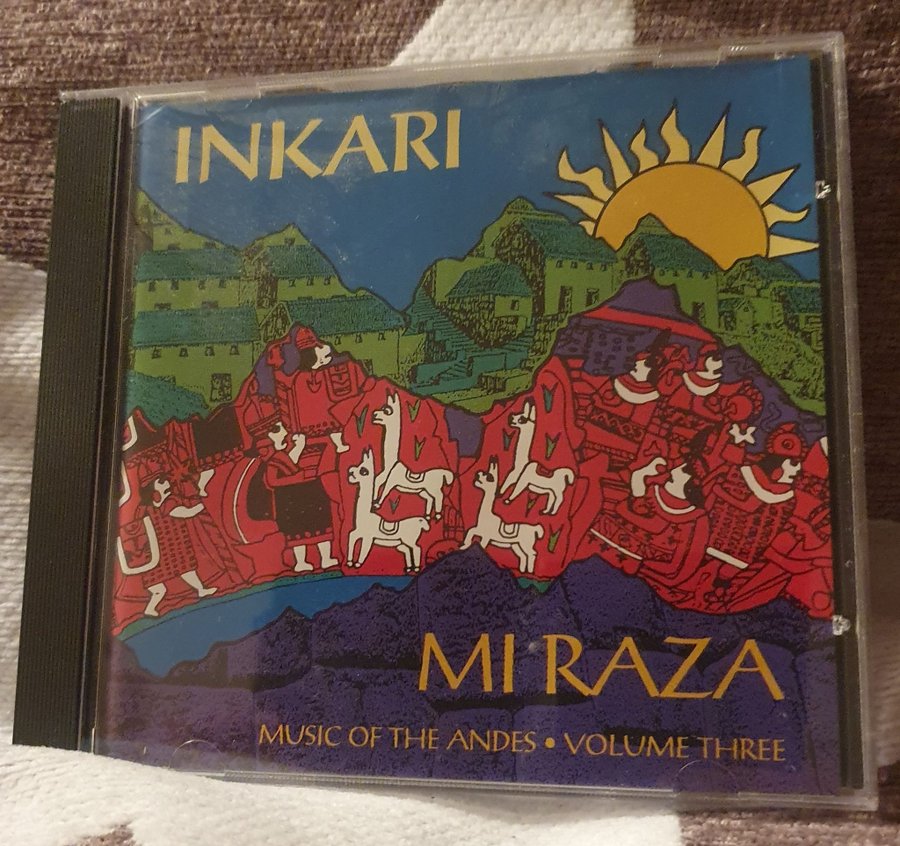 INKARI
MI RAZA
MUSIC OF THE ANDES • VOLUME THREE